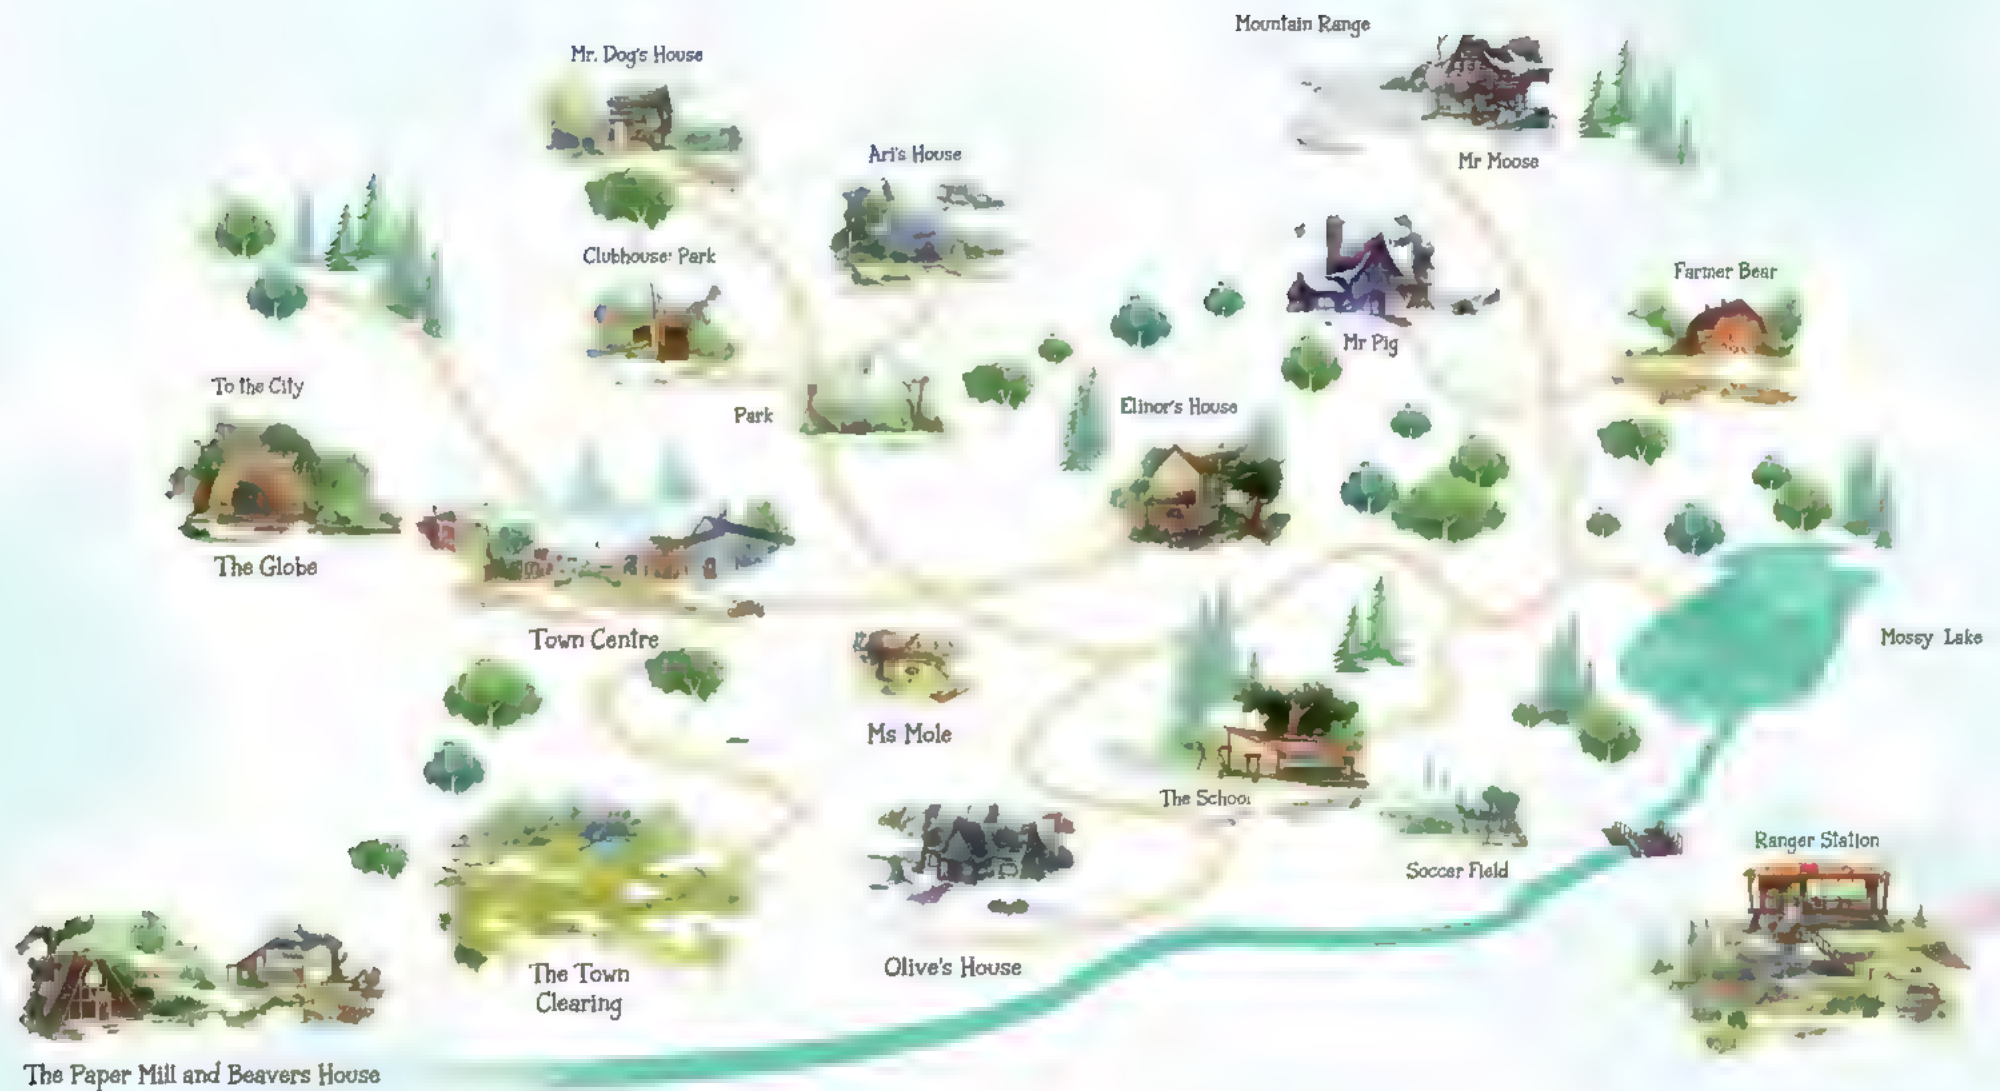 Mountain Range
Mr. Dog's House
Ari's House
Mr Moose
Clubhouse: Park
Farmer Bear
Mr Pig
To the City
Park
Elinor's House
The Globe
Town Centre
Mossy Lake
Ms Mole
The School
Ranger Station
Soccer Field
Olive's House
The Town
Clearing
The Paper Mill and Beavers House